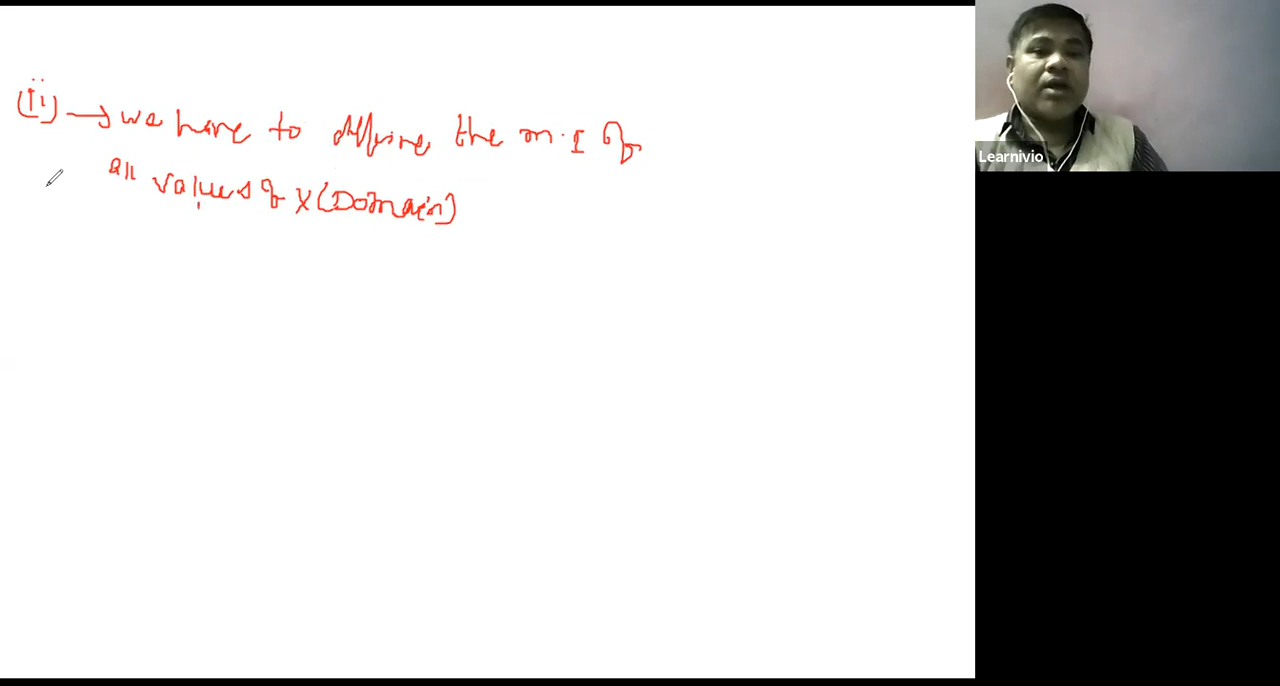 (ii) → we have to define the m.I of
all values of X (Domain)
Learnivio